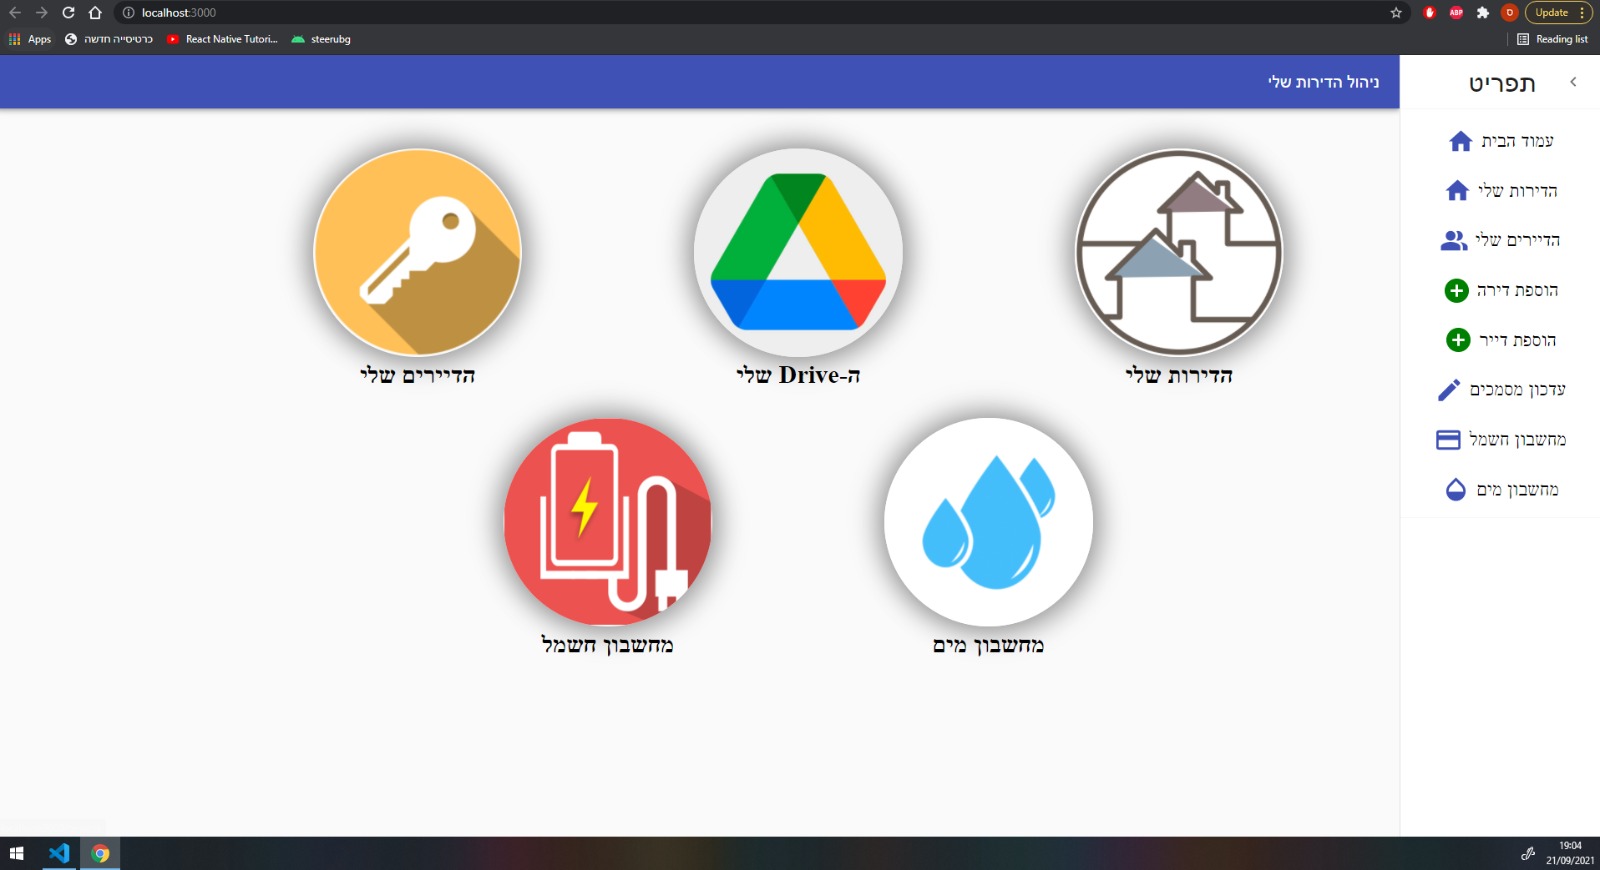 localhost:3000
ABP
Update
Apps
כרטיסייה חדשה
React Native Tutori...
steerubg
Reading list
ניהול הדירות שלי
תפריט
עמוד הבית
הדירות שלי
הדיירים שלי
הוספת דירה
הוספת דייר
עדכון מסמכים
מחשבון חשמל
מחשבון מים
הדירות שלי
ה-Drive שלי
הדיירים שלי
מחשבון מים
מחשבון חשמל
19:04
21/09/2021